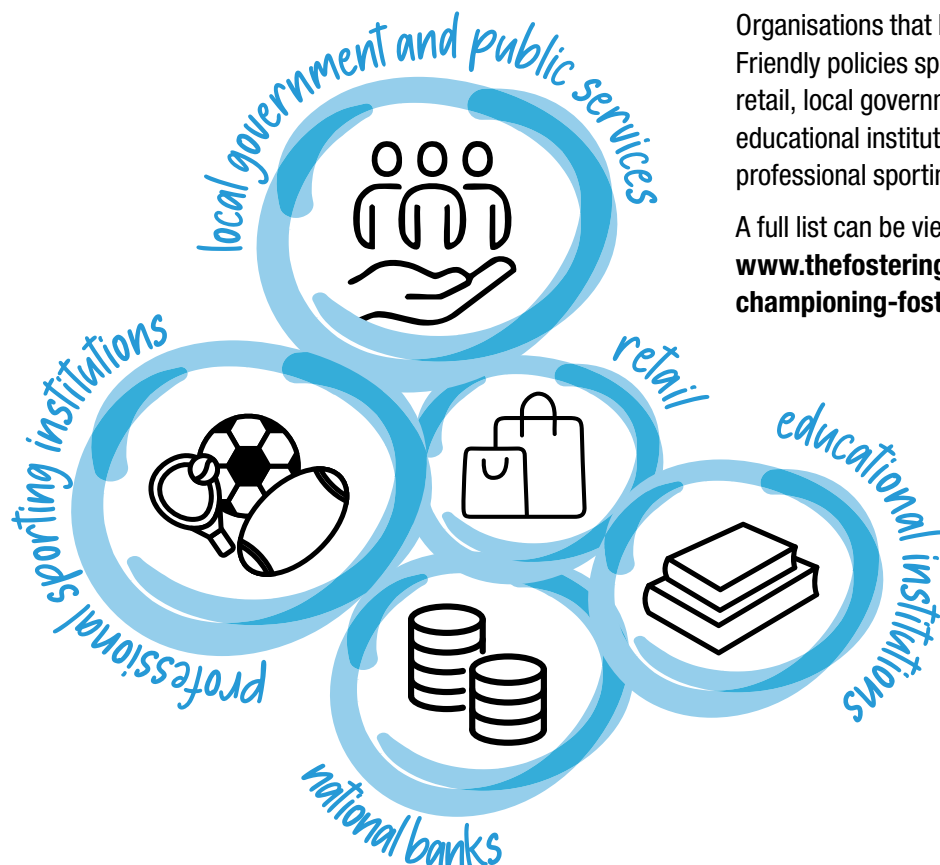 local government and public services
Organisations that
Friendly policies sp
retail, local governm
educational institut
professional sportin
A full list can be vie
www.thefostering
championing-fost
professional sporting institutions
retail
educational institutions
national banks